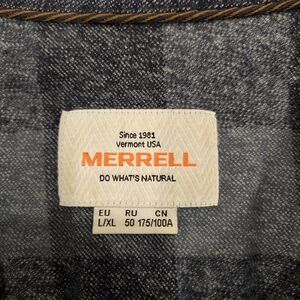 Since 1981
Vermont USA
MERRELL
DO WHAT'S NATURAL
EU RU CN
L/XL 50 175/100A